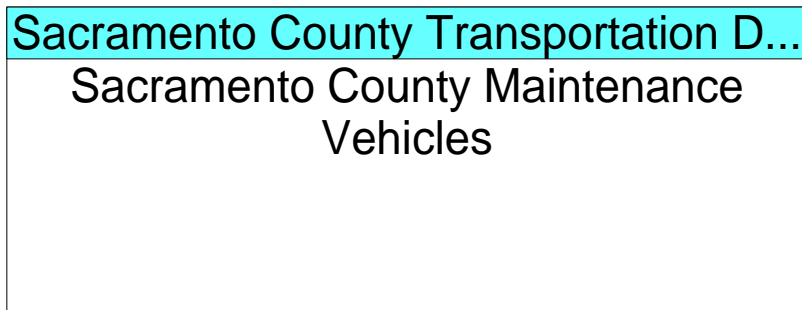 Sacramento County Transportation D...
Sacramento County Maintenance
Vehicles